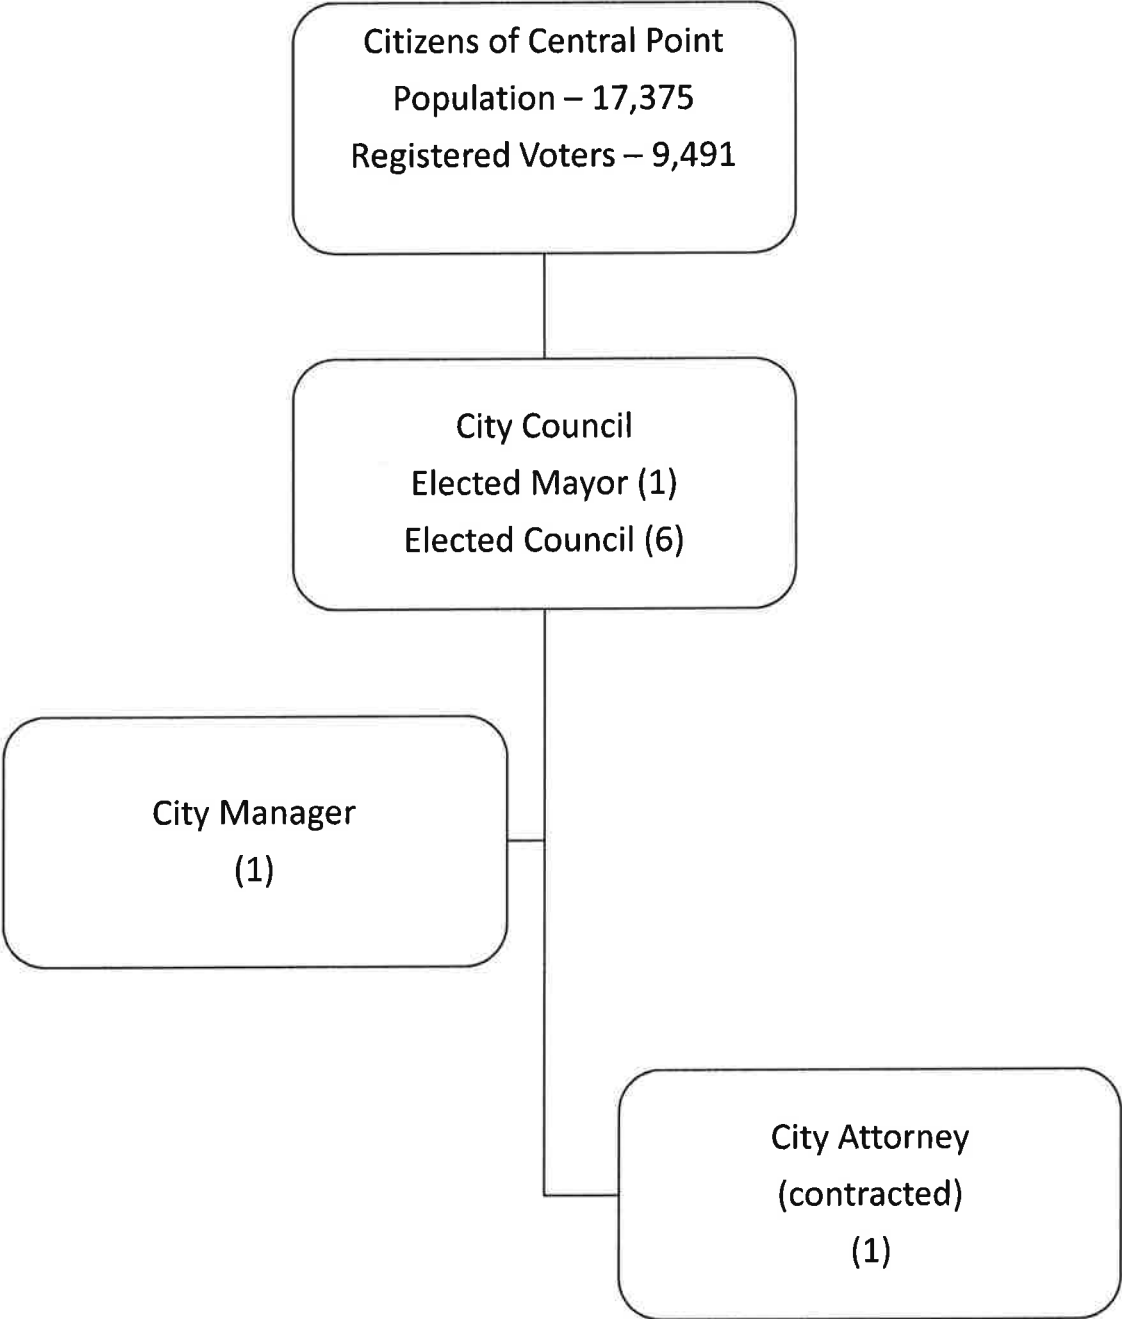 Citizens of Central Point
Population – 17,375
Registered Voters – 9,491
City Council
Elected Mayor (1)
Elected Council (6)
City Manager
(1)
City Attorney
(contracted)
(1)